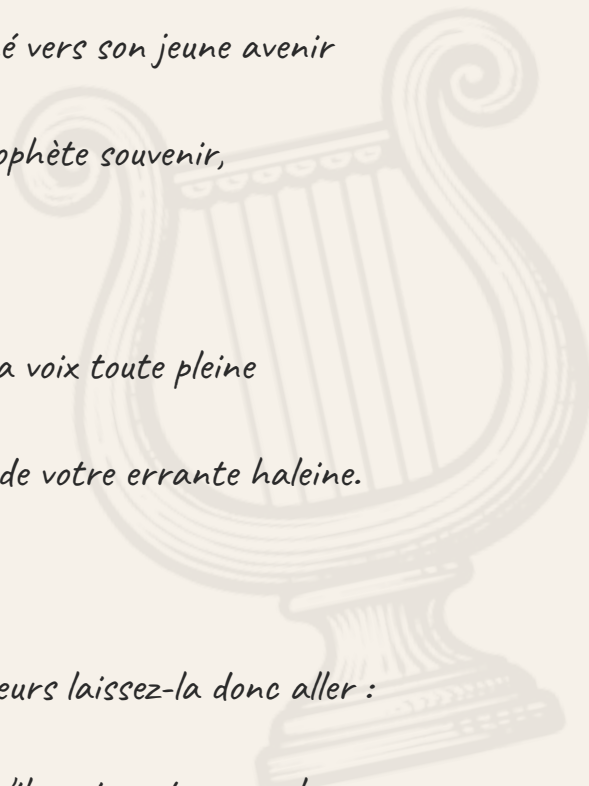 é vers son jeune avenir
ophète souvenir,
a voix toute pleine
de votre errante haleine.
eurs laissez-la donc aller :